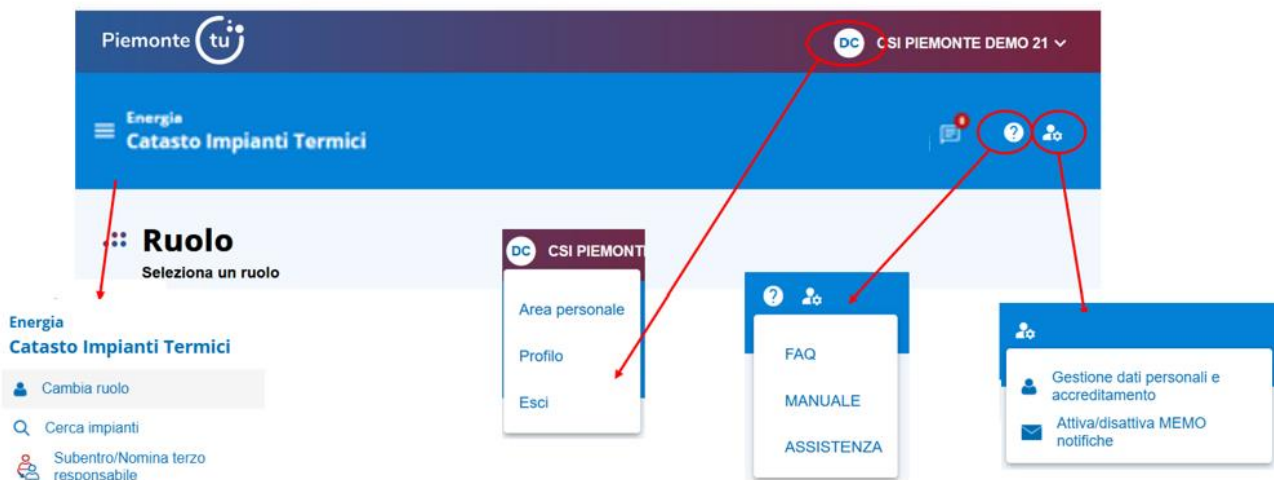 Piemonte tu
DC CSI PIEMONTE DEMO 21
Energia
Catasto Impianti Termici
Ruolo
Seleziona un ruolo
Energia
Catasto Impianti Termici
Cambia ruolo
Cerca impianti
Subentro/Nomina terzo
responsabile
DC CSI PIEMONT
Area personale
Profilo
Esci
FAQ
MANUALE
ASSISTENZA
Gestione dati personali e
accreditamento
Attiva/disattiva MEMO
notifiche